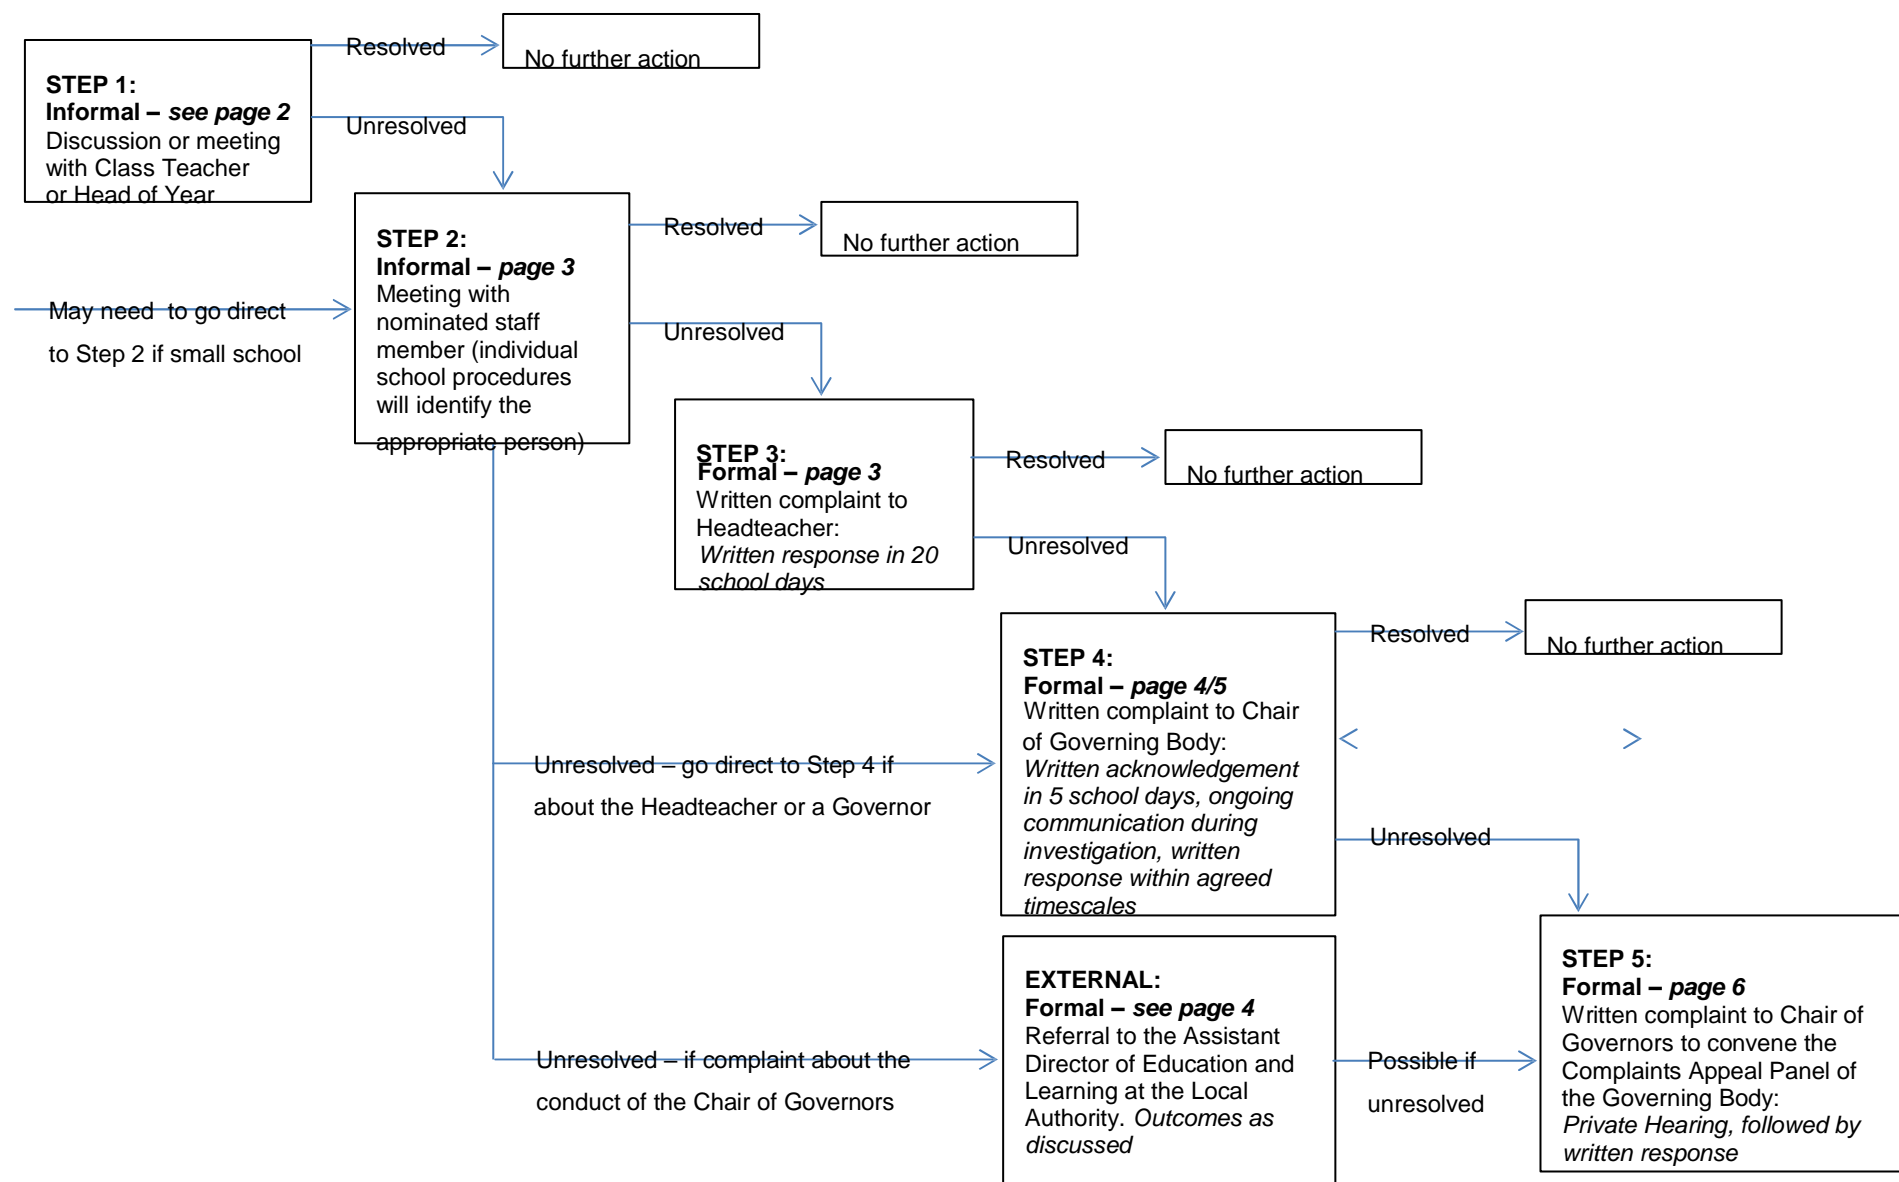 Resolved
No further action
STEP 1:
Informal – see page 2
Discussion or meeting
with Class Teacher
or Head of Year
Unresolved
STEP 2:
Informal – page 3
Meeting with
nominated staff
member (individual
school procedures
will identify the
appropriate person)
Resolved
No further action
May need  to go direct
to Step 2 if small school
Unresolved
STEP 3:
Formal – page 3
Written complaint to
Headteacher:
Written response in 20
school days
Resolved
No further action
Unresolved
STEP 4:
Formal – page 4/5
Written complaint to Chair
of Governing Body:
Written acknowledgement
in 5 school days, ongoing
communication during
investigation, written
response within agreed
timescales
Resolved
No further action
Unresolved – go direct to Step 4 if
about the Headteacher or a Governor
Unresolved
EXTERNAL:
Formal – see page 4
Referral to the Assistant
Director of Education and
Learning at the Local
Authority. Outcomes as
discussed
Unresolved – if complaint about the
conduct of the Chair of Governors
Possible if
unresolved
STEP 5:
Formal – page 6
Written complaint to Chair of
Governors to convene the
Complaints Appeal Panel of
the Governing Body:
Private Hearing, followed by
written response